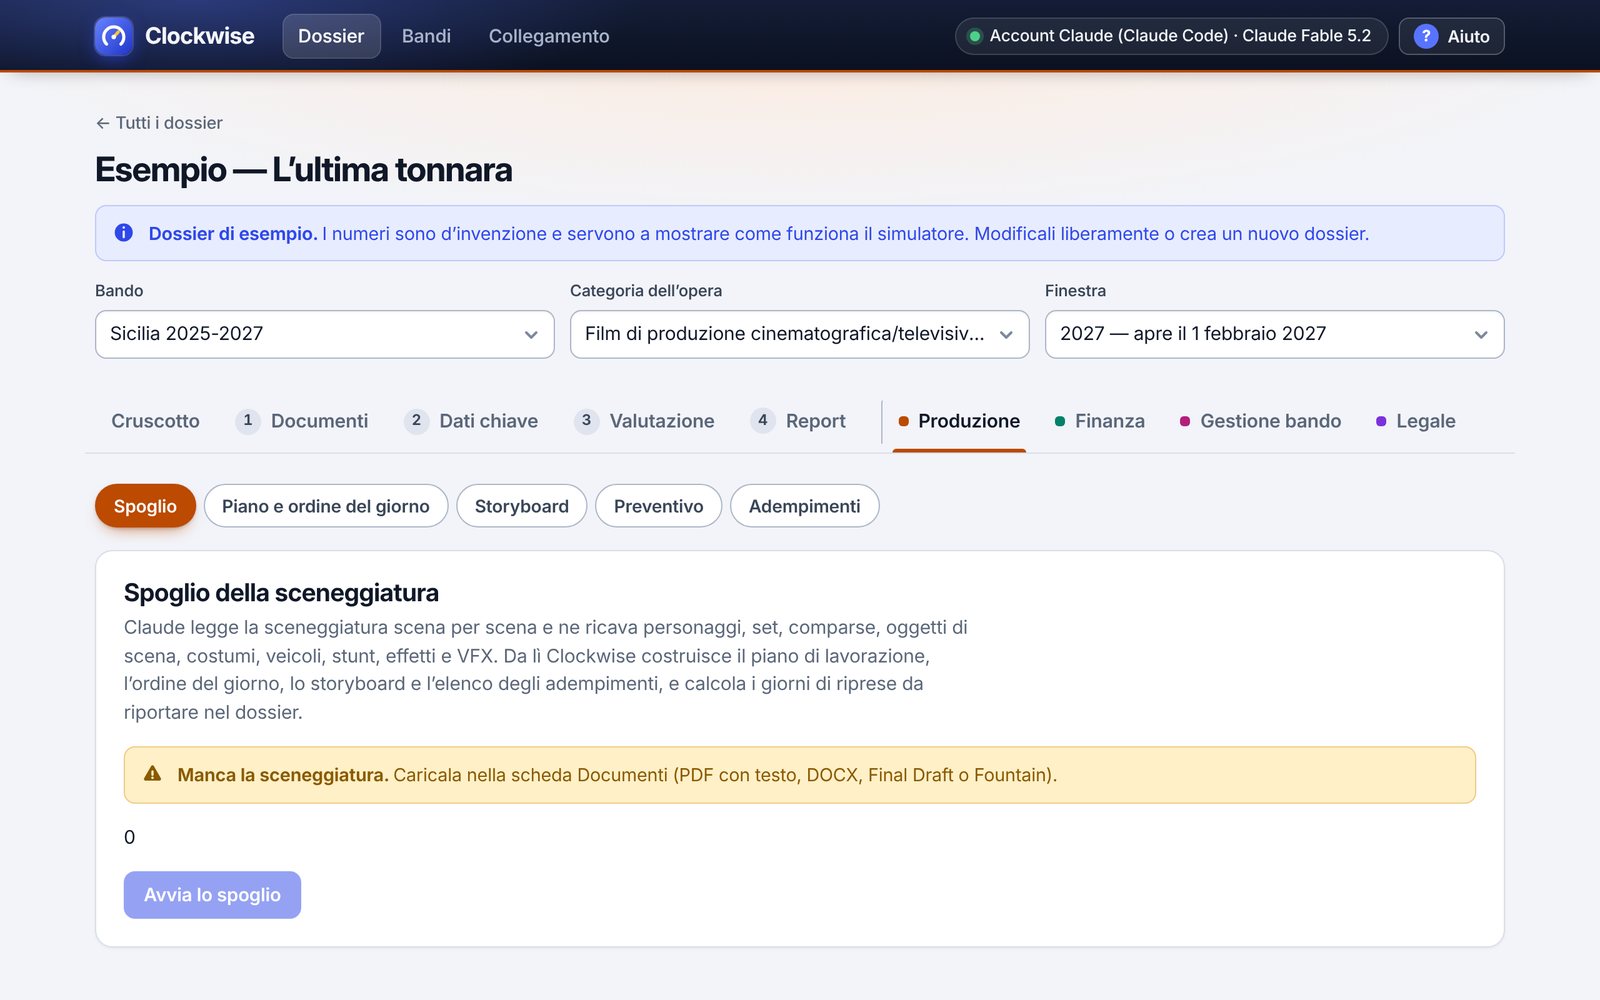 Clockwise
Dossier
Bandi
Collegamento
Account Claude (Claude Code) · Claude Fable 5.2
? Aiuto
← Tutti i dossier
Esempio — L’ultima tonnara
Dossier di esempio. I numeri sono d’invenzione e servono a mostrare come funziona il simulatore. Modificali liberamente o crea un nuovo dossier.
Bando
Categoria dell’opera
Finestra
Sicilia 2025-2027
Film di produzione cinematografica/televisiv...
2027 — apre il 1 febbraio 2027
Cruscotto
1 Documenti
2 Dati chiave
3 Valutazione
4 Report
Produzione
Finanza
Gestione bando
Legale
Spoglio
Piano e ordine del giorno
Storyboard
Preventivo
Adempimenti
Spoglio della sceneggiatura
Claude legge la sceneggiatura scena per scena e ne ricava personaggi, set, comparse, oggetti di
scena, costumi, veicoli, stunt, effetti e VFX. Da lì Clockwise costruisce il piano di lavorazione,
l’ordine del giorno, lo storyboard e l’elenco degli adempimenti, e calcola i giorni di riprese da
riportare nel dossier.
Manca la sceneggiatura. Caricala nella scheda Documenti (PDF con testo, DOCX, Final Draft o Fountain).
0
Avvia lo spoglio